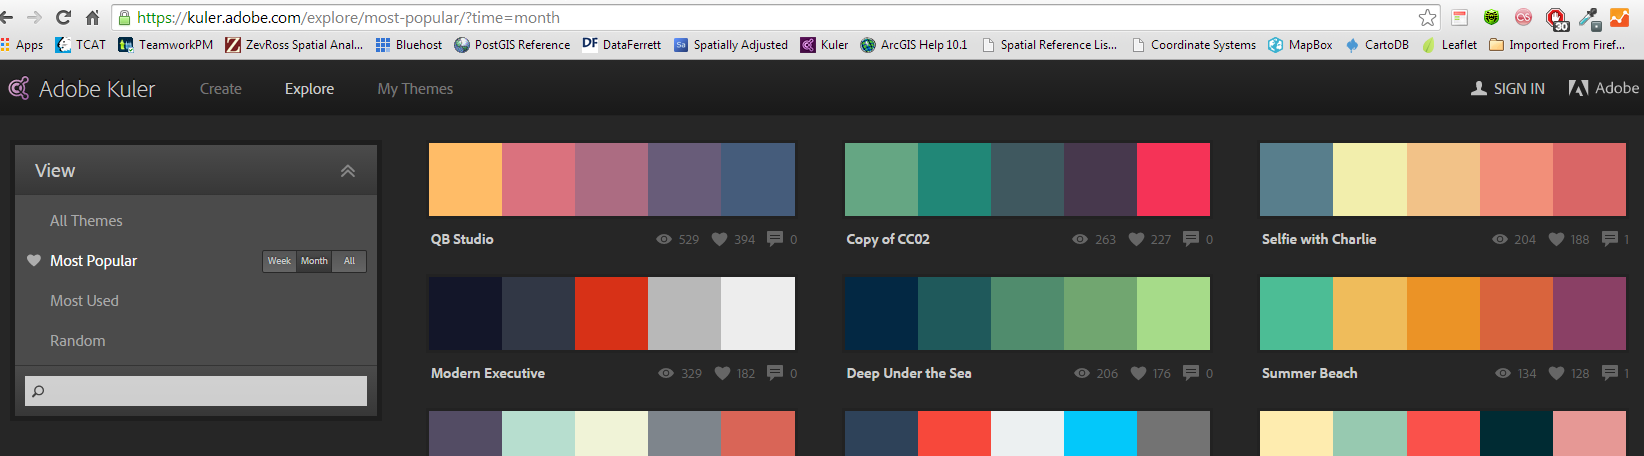 https://kuler.adobe.com/explore/most-popular/?time=month
30
Apps TCAT TeamworkPM ZevRoss Spatial Anal... Bluehost PostGIS Reference DF DataFerrett Sa Spatially Adjusted Kuler ArcGIS Help 10.1 Spatial Reference Lis... Coordinate Systems MapBox CartoDB Leaflet Imported From Firef...
Adobe Kuler Create Explore My Themes SIGN IN Adobe
View
All Themes
Most Popular Week Month All
Most Used
Random
QB Studio 529 394 0
Copy of CC02 263 227 0
Selfie with Charlie 204 188 1
Modern Executive 329 182 0
Deep Under the Sea 206 176 0
Summer Beach 134 128 1